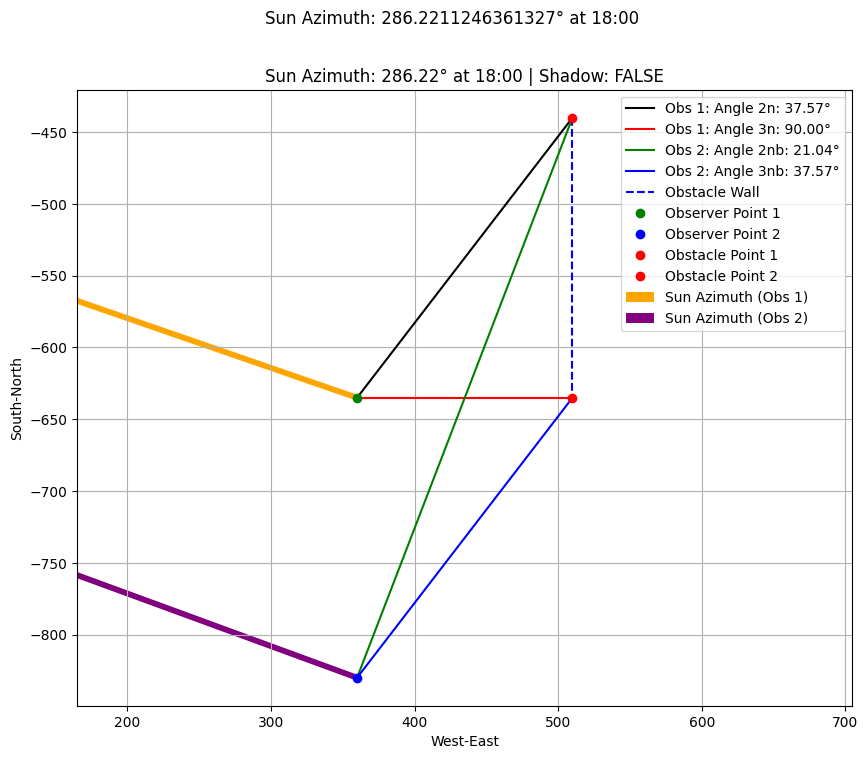 Sun Azimuth: 286.2211246361327° at 18:00
Sun Azimuth: 286.22° at 18:00 | Shadow: FALSE
Obs 1: Angle 2n: 37.57°
Obs 1: Angle 3n: 90.00°
Obs 2: Angle 2nb: 21.04°
Obs 2: Angle 3nb: 37.57°
Obstacle Wall
Observer Point 1
Observer Point 2
Obstacle Point 1
Obstacle Point 2
Sun Azimuth (Obs 1)
Sun Azimuth (Obs 2)
−450
−500
−550
−600
−650
−700
−750
−800
South-North
200
300
400
500
600
700
West-East